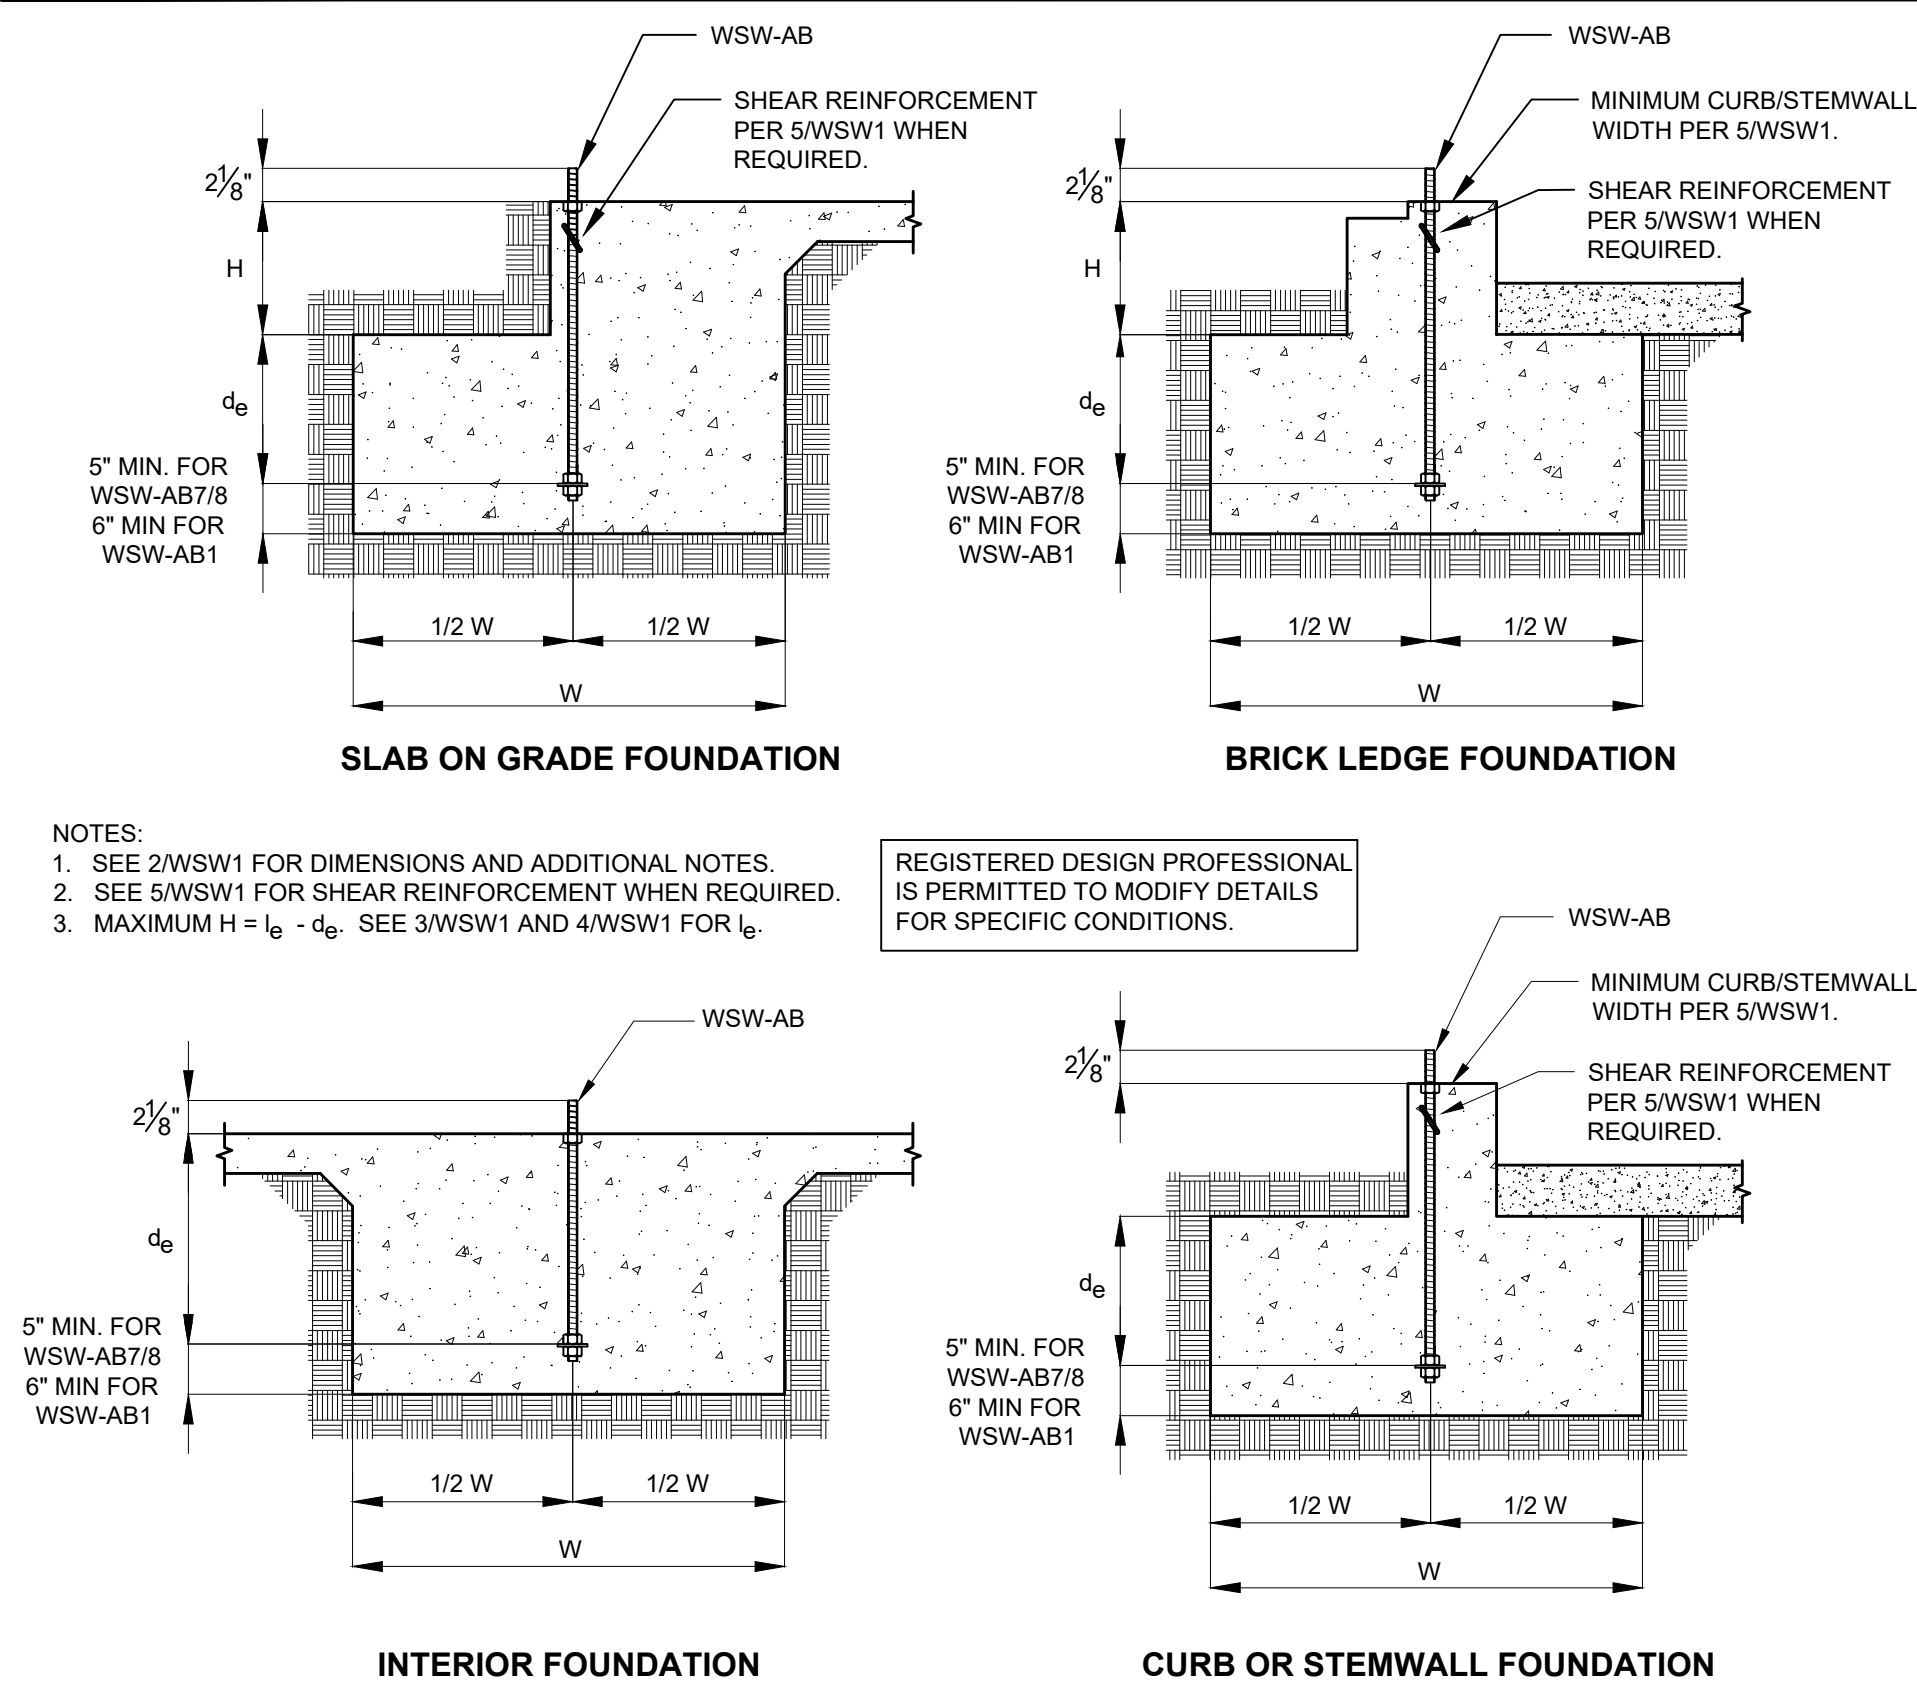 WSW-AB
SHEAR REINFORCEMENT
PER 5/WSW1 WHEN
REQUIRED.
2⅛"
H
de
5" MIN. FOR
WSW-AB7/8
6" MIN FOR
WSW-AB1
1/2 W
1/2 W
W
SLAB ON GRADE FOUNDATION
WSW-AB
MINIMUM CURB/STEMWALL
WIDTH PER 5/WSW1.
SHEAR REINFORCEMENT
PER 5/WSW1 WHEN
REQUIRED.
2⅛"
H
de
5" MIN. FOR
WSW-AB7/8
6" MIN FOR
WSW-AB1
1/2 W
1/2 W
W
BRICK LEDGE FOUNDATION
NOTES:
1. SEE 2/WSW1 FOR DIMENSIONS AND ADDITIONAL NOTES.
2. SEE 5/WSW1 FOR SHEAR REINFORCEMENT WHEN REQUIRED.
3. MAXIMUM H = le - de. SEE 3/WSW1 AND 4/WSW1 FOR le.
REGISTERED DESIGN PROFESSIONAL
IS PERMITTED TO MODIFY DETAILS
FOR SPECIFIC CONDITIONS.
WSW-AB
2⅛"
de
5" MIN. FOR
WSW-AB7/8
6" MIN FOR
WSW-AB1
1/2 W
1/2 W
W
INTERIOR FOUNDATION
WSW-AB
MINIMUM CURB/STEMWALL
WIDTH PER 5/WSW1.
SHEAR REINFORCEMENT
PER 5/WSW1 WHEN
REQUIRED.
2⅛"
de
5" MIN. FOR
WSW-AB7/8
6" MIN FOR
WSW-AB1
1/2 W
1/2 W
W
CURB OR STEMWALL FOUNDATION